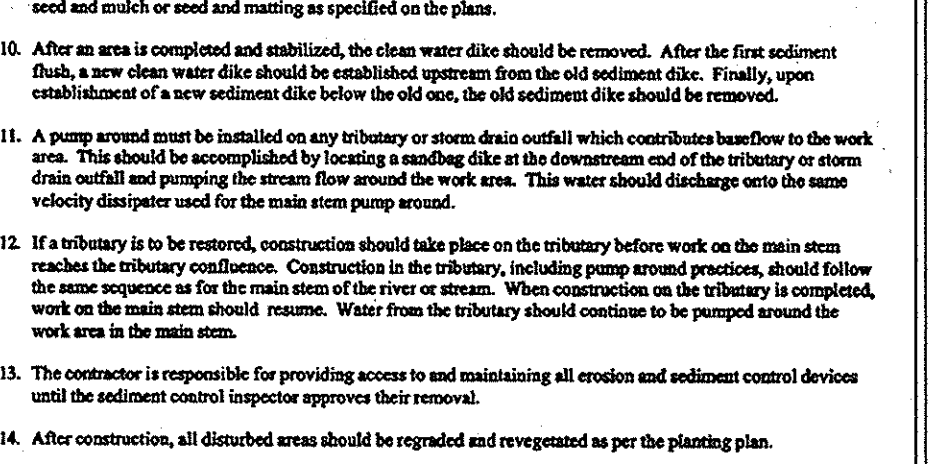 seed and mulch or seed and matting as specified on the plans.
10. After an area is completed and stabilized, the clean water dike should be removed. After the first sediment
flush, a new clean water dike should be established upstream from the old sediment dike. Finally, upon
establishment of a new sediment dike below the old one, the old sediment dike should be removed.
11. A pump around must be installed on any tributary or storm drain outfall which contributes baseflow to the work
area. This should be accomplished by locating a sandbag dike at the downstream end of the tributary or storm
drain outfall and pumping the stream flow around the work area. This water should discharge onto the same
velocity dissipater used for the main stem pump around.
12. If a tributary is to be restored, construction should take place on the tributary before work on the main stem
reaches the tributary confluence. Construction in the tributary, including pump around practices, should follow
the same sequence as for the main stem of the river or stream. When construction on the tributary is completed,
work on the main stem should resume. Water from the tributary should continue to be pumped around the
work area in the main stem.
13. The contractor is responsible for providing access to and maintaining all erosion and sediment control devices
until the sediment control inspector approves their removal.
14. After construction, all disturbed areas should be regraded and revegetated as per the planting plan.